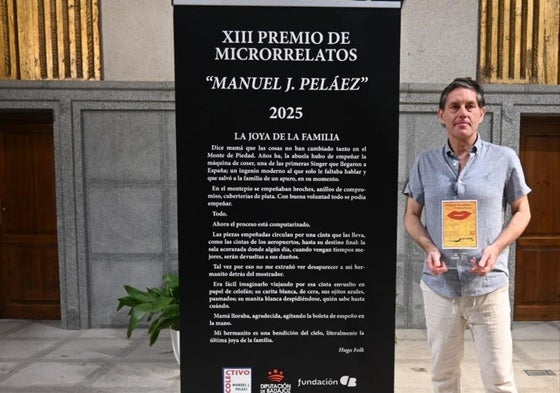 XIII PREMIO DE
MICRORRELATOS
“MANUEL J. PELÁEZ”
2025
LA JOYA DE LA FAMILIA
Dice mamá que las cosas no han cambiado tanto en el
Monte de Piedad. Años ha, la abuela hubo de empeñar la
máquina de coser, una de las primeras Singer que llegaron a
España; un ingenio moderno al que solo le faltaba hablar y
que salvó a la familia de un apuro, en su momento.
En el montepío se empeñaban broches, anillos de compro-
miso, cuberterías de plata. Con buena voluntad todo se podía
empeñar.
Todo.
Ahora el proceso está computarizado.
Las piezas empeñadas circulan por una cinta que las lleva,
como las cintas de los aeropuertos, hasta su destino final: la
sala acorazada donde algún día, cuando vengan tiempos me-
jores, serán devueltas a sus dueños.
Tal vez por eso no me extrañó ver desaparecer a mi her-
manito detrás del mostrador.
Era fácil imaginarlo viajando por esa cinta envuelto en
papel de celofán; su carita blanca, de cera, sus ojitos azules,
pasmados; su manita blanca despidiéndose, quién sabe hasta
cuándo.
Mamá lloraba, agradecida, agitando la boleta de empeño en
la mano.
Mi hermanito es una bendición del cielo, literalmente la
última joya de la familia.
Hugo Folk
COLECTIVO
MANUEL J.
PELÁEZ
DIPUTACIÓN
DE BADAJOZ
fundación CB